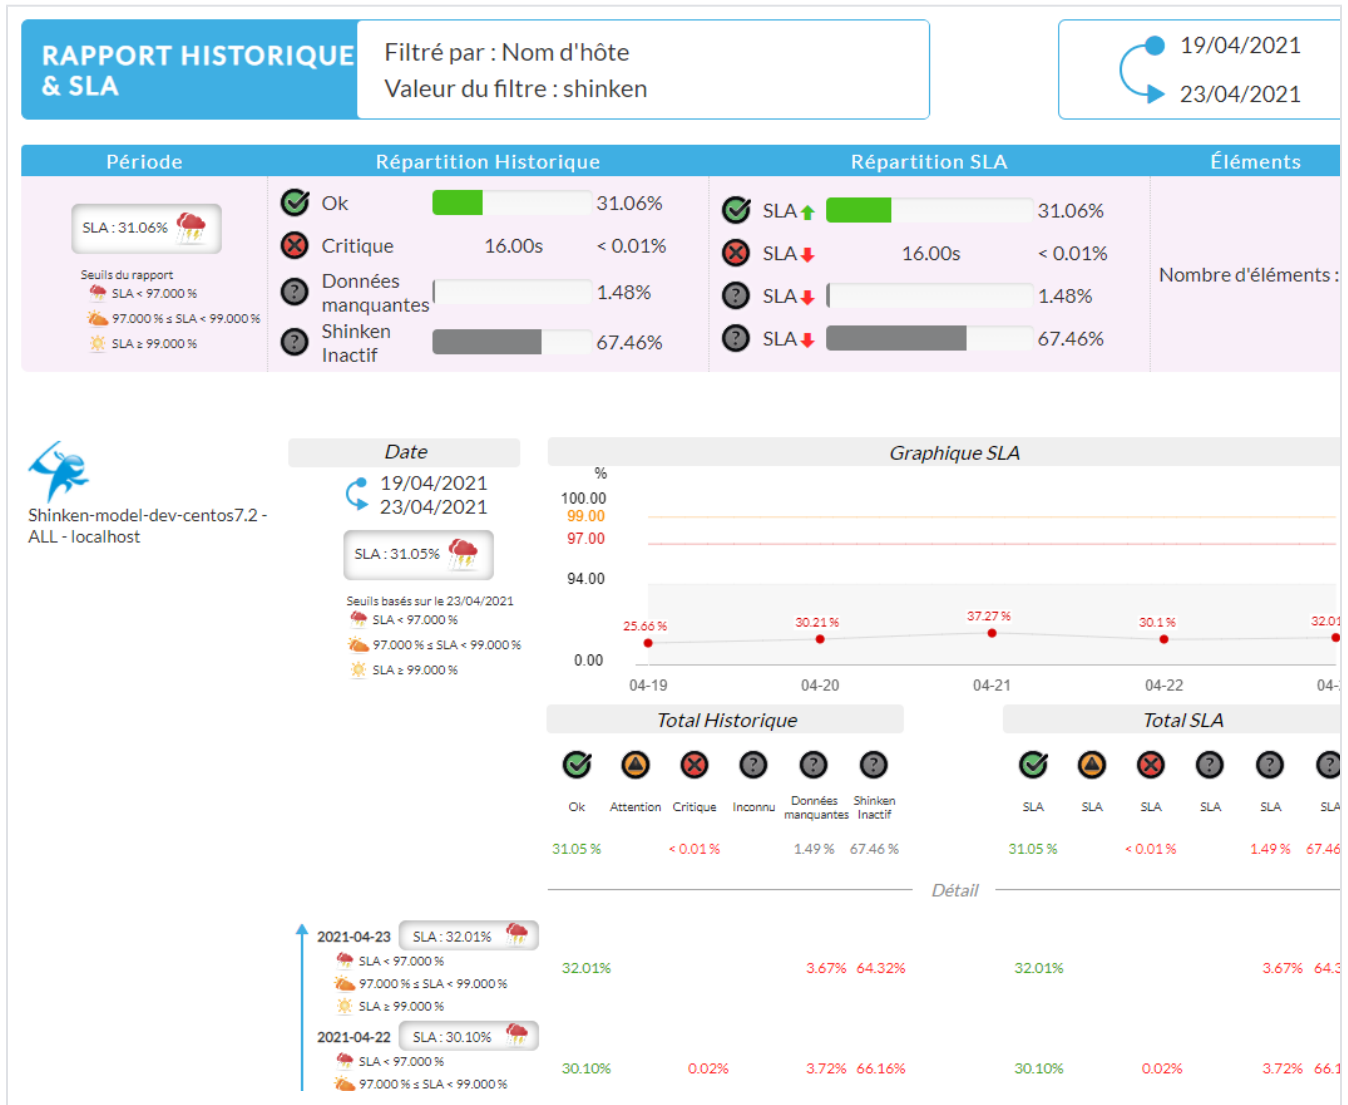 RAPPORT HISTORIQUE
& SLA
Filtré par : Nom d'hôte
Valeur du filtre : shinken
19/04/2021
23/04/2021
Période
Répartition Historique
Répartition SLA
Éléments
SLA : 31.06%
Seuils du rapport
SLA < 97.000 %
97.000 % ≤ SLA < 99.000 %
SLA ≥ 99.000 %
Ok 31.06%
Critique 16.00s < 0.01%
Données
manquantes 1.48%
Shinken
Inactif 67.46%
SLA 31.06%
SLA 16.00s < 0.01%
SLA 1.48%
SLA 67.46%
Nombre d'éléments :
Shinken-model-dev-centos7.2 -
ALL - localhost
Date
19/04/2021
23/04/2021
SLA : 31.05%
Seuils basés sur le 23/04/2021
SLA < 97.000 %
97.000 % ≤ SLA < 99.000 %
SLA ≥ 99.000 %
Graphique SLA
%
100.00
99.00
97.00
94.00
0.00
25.66 %
30.21 %
37.27 %
30.1 %
32.01
04-19
04-20
04-21
04-22
04-
Total Historique
Total SLA
Ok Attention Critique Inconnu Données manquantes Shinken Inactif
SLA SLA SLA SLA SLA SLA
31.05 % < 0.01 % 1.49 % 67.46 %
31.05 % < 0.01 % 1.49 % 67.46
Détail
2021-04-23 SLA : 32.01%
SLA < 97.000 %
97.000 % ≤ SLA < 99.000 %
SLA ≥ 99.000 %
32.01% 3.67% 64.32%
32.01% 3.67% 64.3
2021-04-22 SLA : 30.10%
SLA < 97.000 %
97.000 % ≤ SLA < 99.000 %
30.10% 0.02% 3.72% 66.16%
30.10% 0.02% 3.72% 66.1